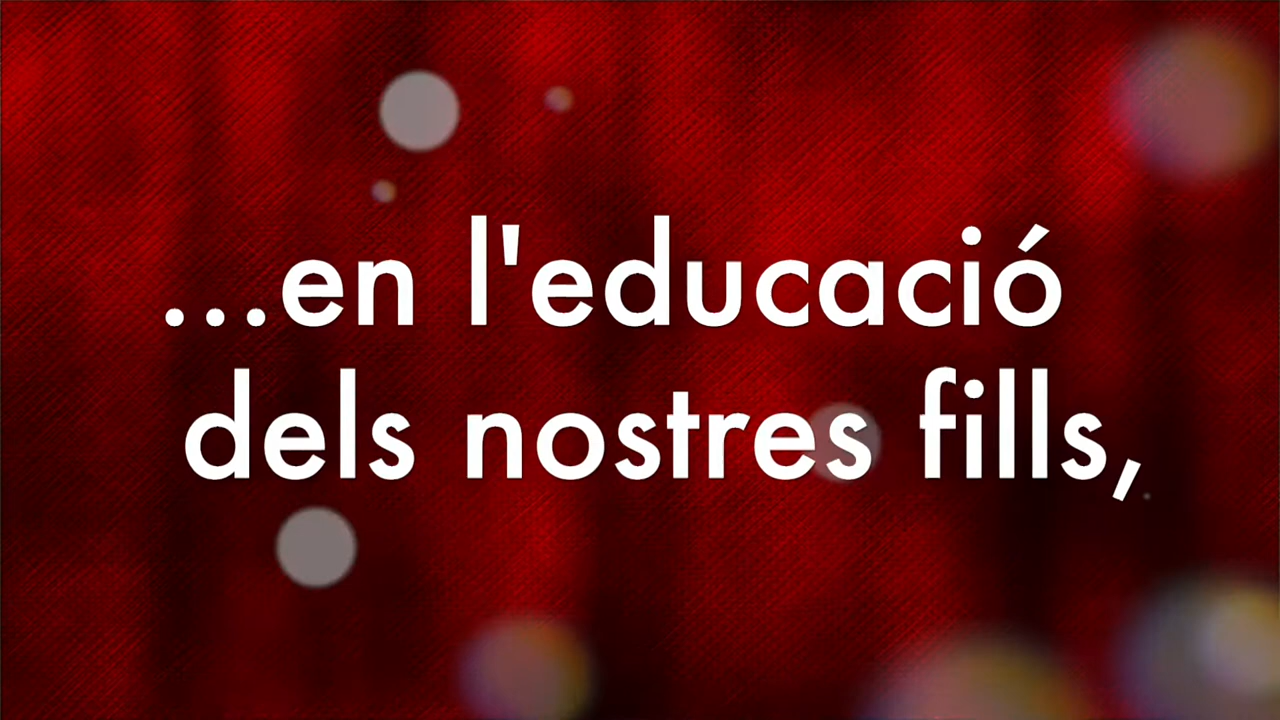 ...en l'educació
dels nostres fills,